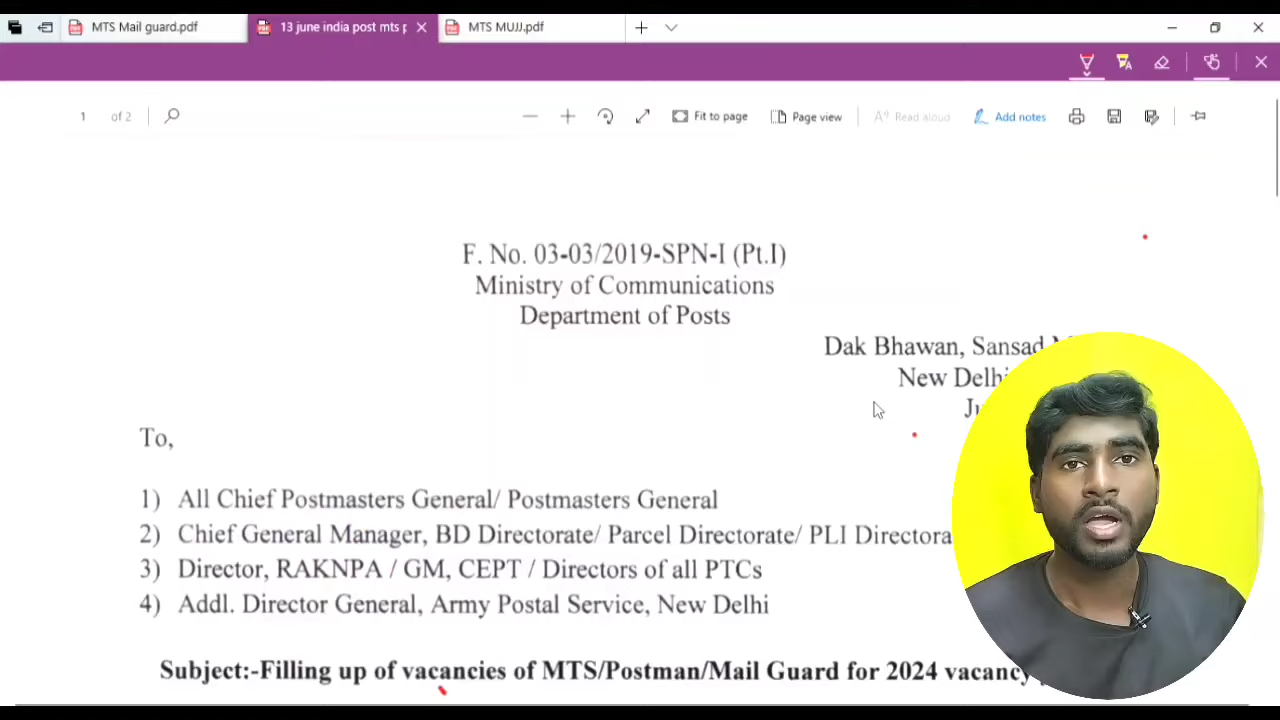 MTS Mail guard.pdf
13 june india post mts p
MTS MUJJ.pdf
1 of 2
Fit to page
Page view
Read aloud
Add notes
F. No. 03-03/2019-SPN-I (Pt.I)
Ministry of Communications
Department of Posts
Dak Bhawan, Sansad
New Delhi
To,
1) All Chief Postmasters General/ Postmasters General
2) Chief General Manager, BD Directorate/ Parcel Directorate/ PLI Directora
3) Director, RAKNPA / GM, CEPT / Directors of all PTCs
4) Addl. Director General, Army Postal Service, New Delhi
Subject:-Filling up of vacancies of MTS/Postman/Mail Guard for 2024 vacancy